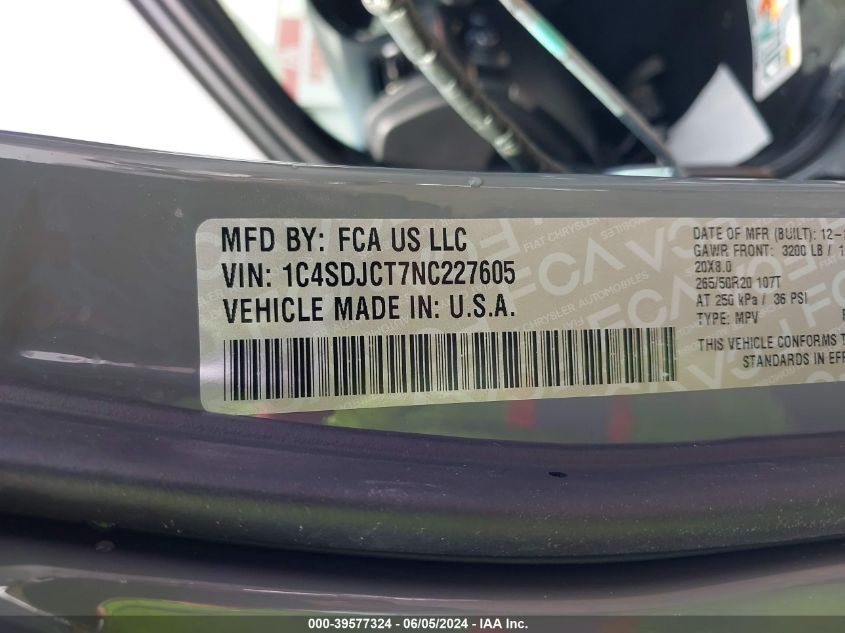 MFD BY: FCA US LLC
VIN: 1C4SDJCT7NC227605
VEHICLE MADE IN: U.S.A.
DATE OF MFR (BUILT): 12-
GAWR FRONT: 3200 LB /
20X8.0
265/50R20 107T
AT 250 kPa / 36 PSI
TYPE: MPV
THIS VEHICLE CONFORMS T
STANDARDS IN EFF
000-39577324 - 06/05/2024 - IAA Inc.